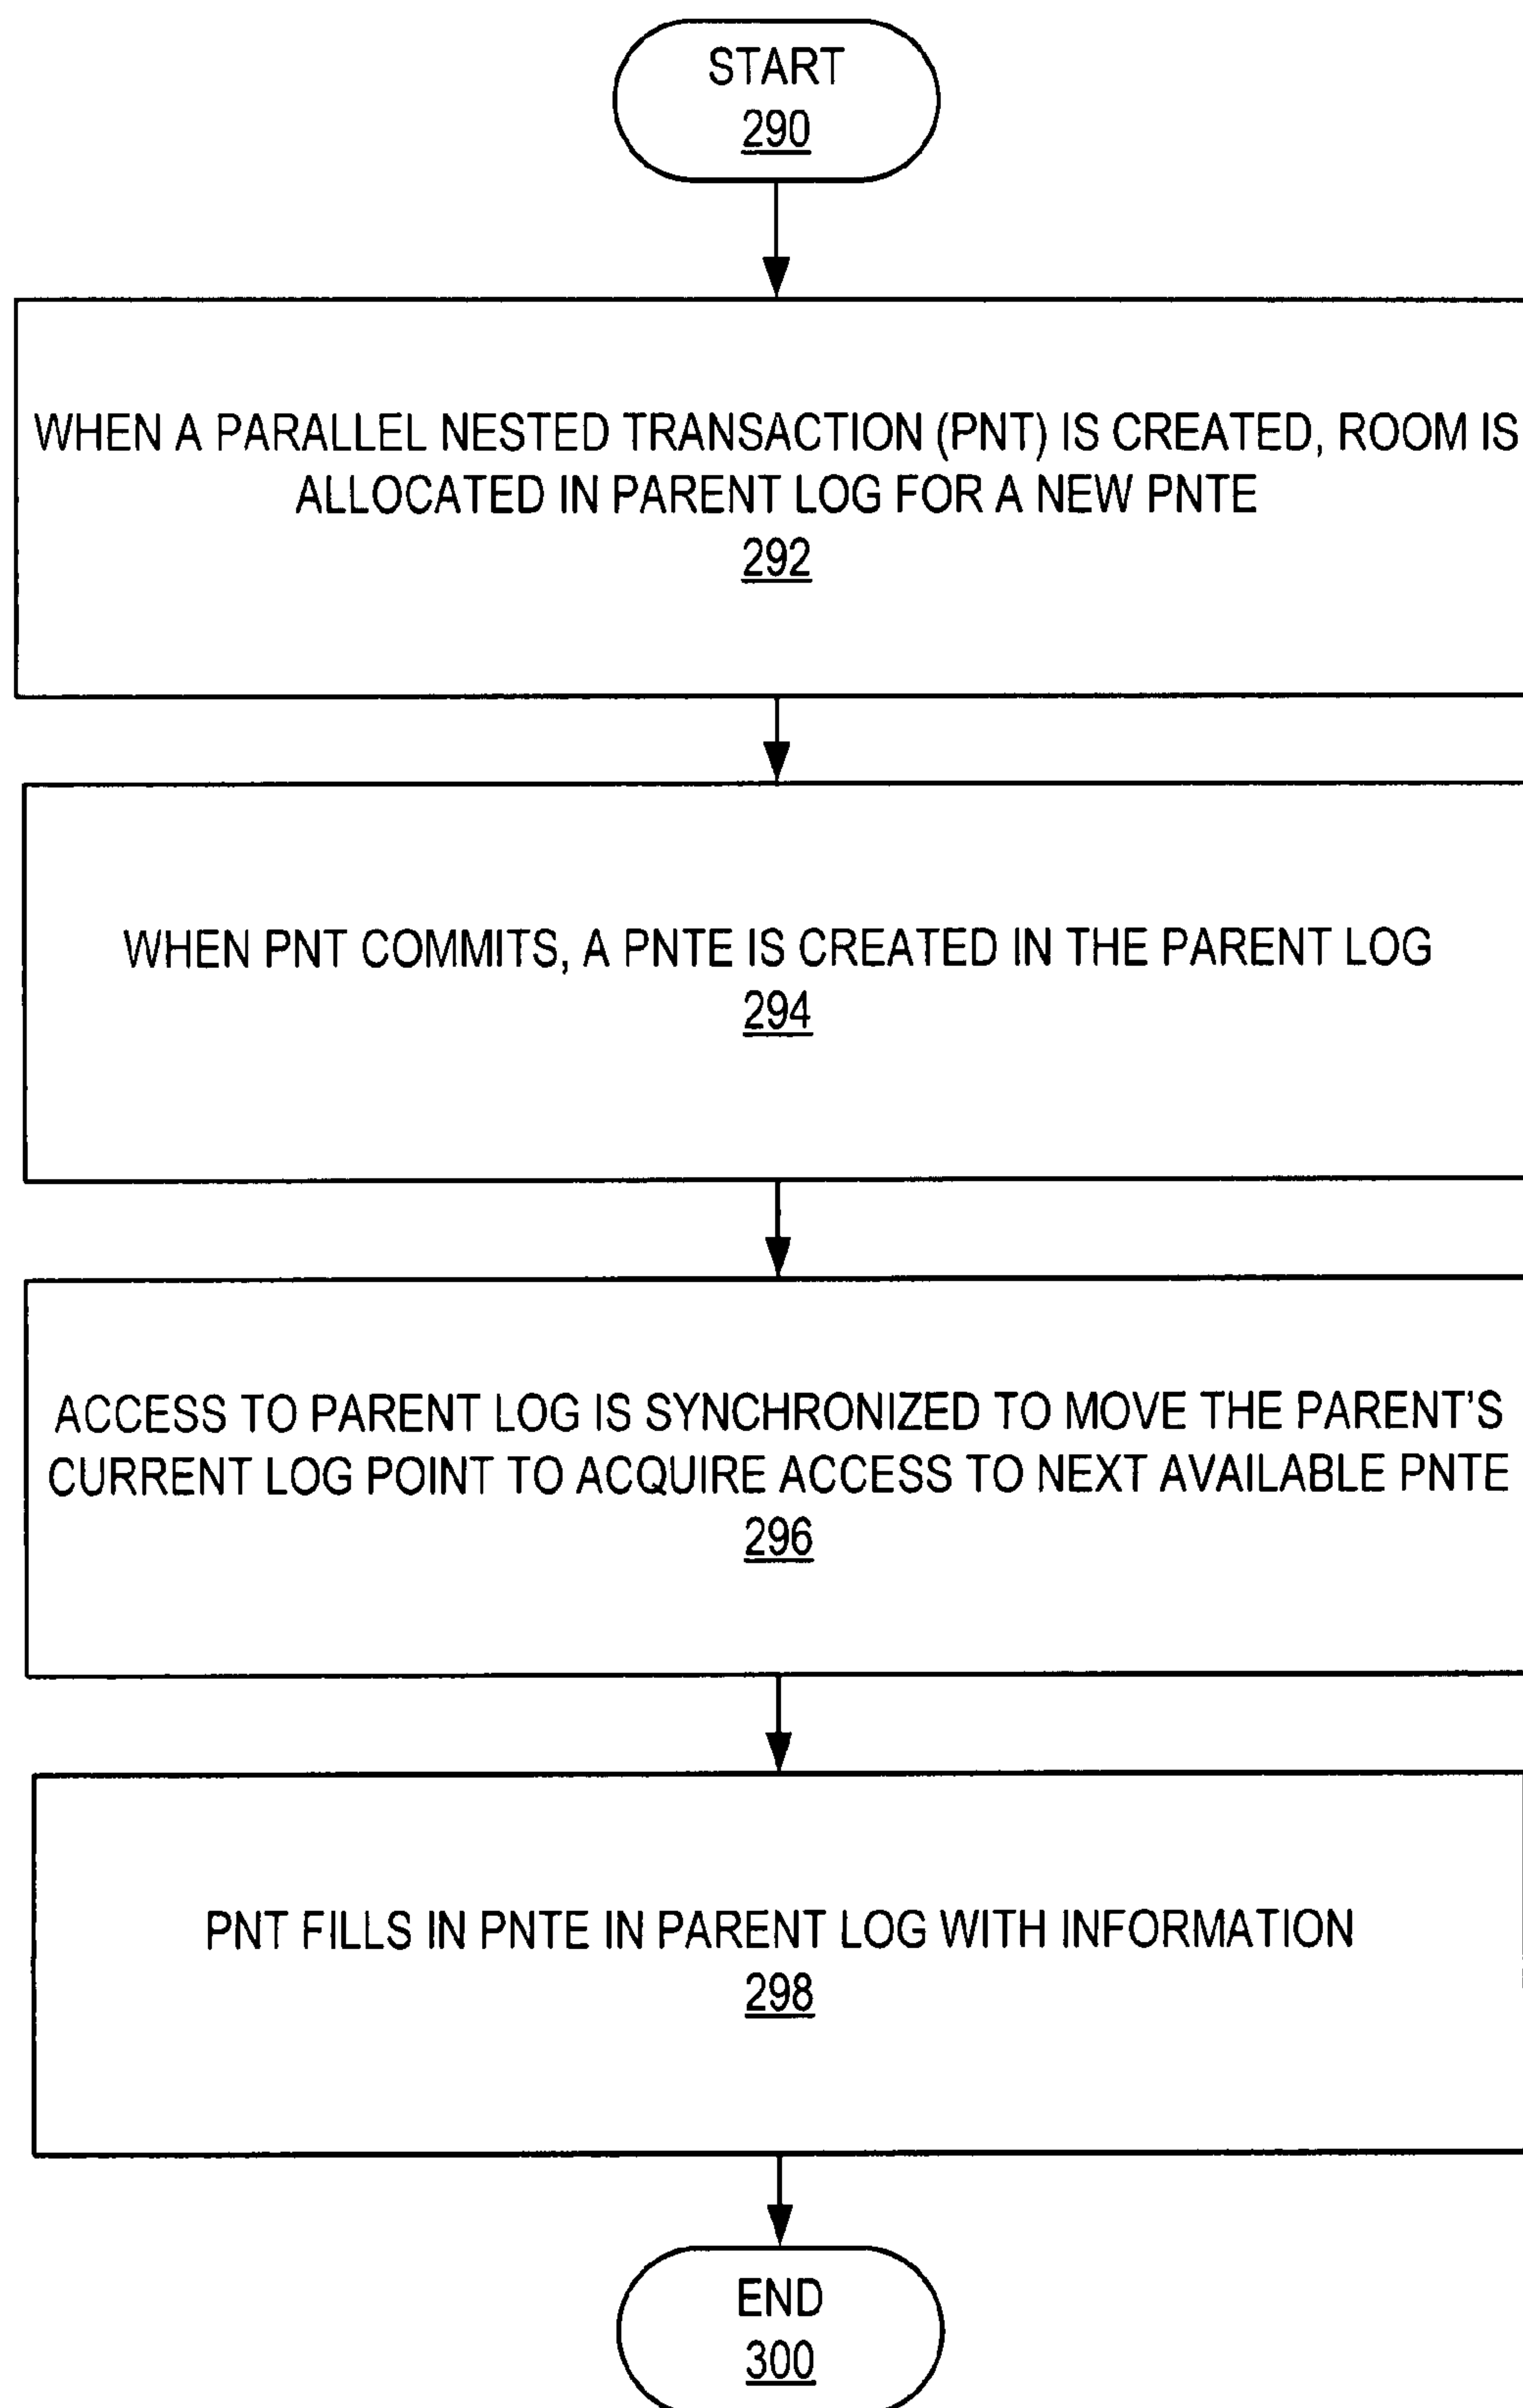 START
290
WHEN A PARALLEL NESTED TRANSACTION (PNT) IS CREATED, ROOM IS
ALLOCATED IN PARENT LOG FOR A NEW PNTE
292
WHEN PNT COMMITS, A PNTE IS CREATED IN THE PARENT LOG
294
ACCESS TO PARENT LOG IS SYNCHRONIZED TO MOVE THE PARENT'S
CURRENT LOG POINT TO ACQUIRE ACCESS TO NEXT AVAILABLE PNTE
296
PNT FILLS IN PNTE IN PARENT LOG WITH INFORMATION
298
END
300